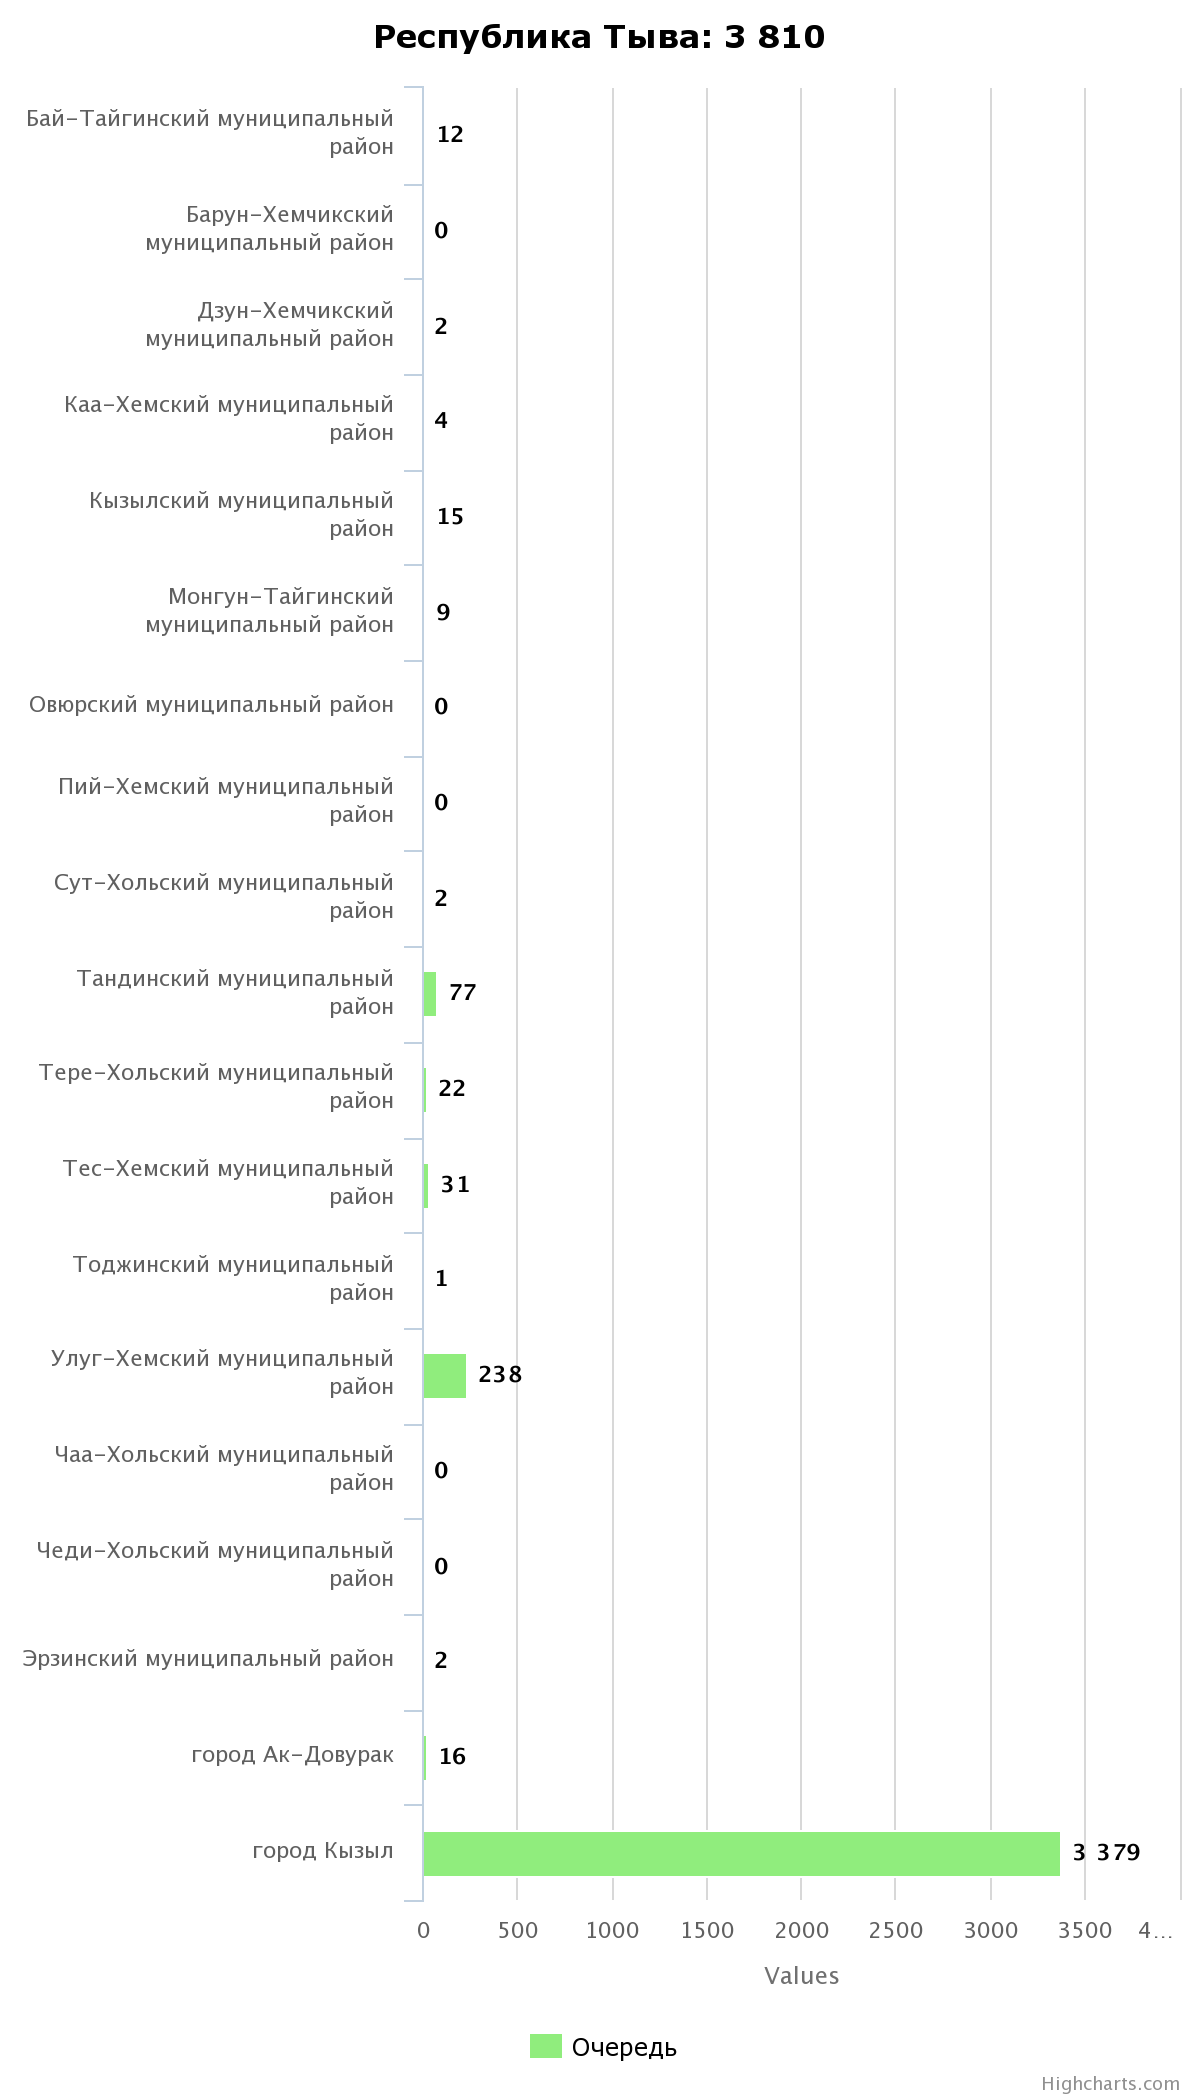 Республика Тыва: 3 810
Бай-Тайгинский муниципальный
район
12
Барун-Хемчикский
муниципальный район
0
Дзун-Хемчикский
муниципальный район
2
Каа-Хемский муниципальный
район
4
Кызылский муниципальный
район
15
Монгун-Тайгинский
муниципальный район
9
Овюрский муниципальный район
0
Пий-Хемский муниципальный
район
0
Сут-Хольский муниципальный
район
2
Тандинский муниципальный
район
77
Тере-Хольский муниципальный
район
22
Тес-Хемский муниципальный
район
31
Тоджинский муниципальный
район
1
Улуг-Хемский муниципальный
район
238
Чаа-Хольский муниципальный
район
0
Чеди-Хольский муниципальный
район
0
Эрзинский муниципальный район
2
город Ак-Довурак
16
город Кызыл
3 379
0 500 1000 1500 2000 2500 3000 3500 4...
Values
Очередь
Highcharts.com